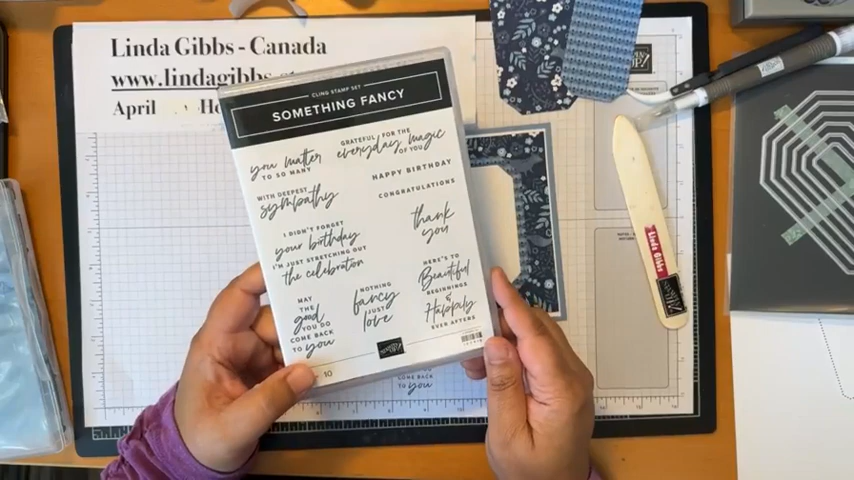 Linda Gibbs - Canada
www.lindagibbs
April
CLING STAMP SET
SOMETHING FANCY
you matter
TO SO MANY
GRATEFUL FOR THE
everyday magic
OF YOU
HAPPY BIRTHDAY
WITH DEEPEST
sympathy
CONGRATULATIONS
thank
you
I DIDN'T FORGET
your birthday
I'M JUST STRETCHING OUT
the celebration
HERE'S TO
Beautiful
BEGINNINGS
&
Happily
EVER AFTERS
MAY
THE
good
YOU DO
COME BACK
TO you
NOTHING
fancy
JUST
love
10
Linda Gibbs
COME BACK
TO you